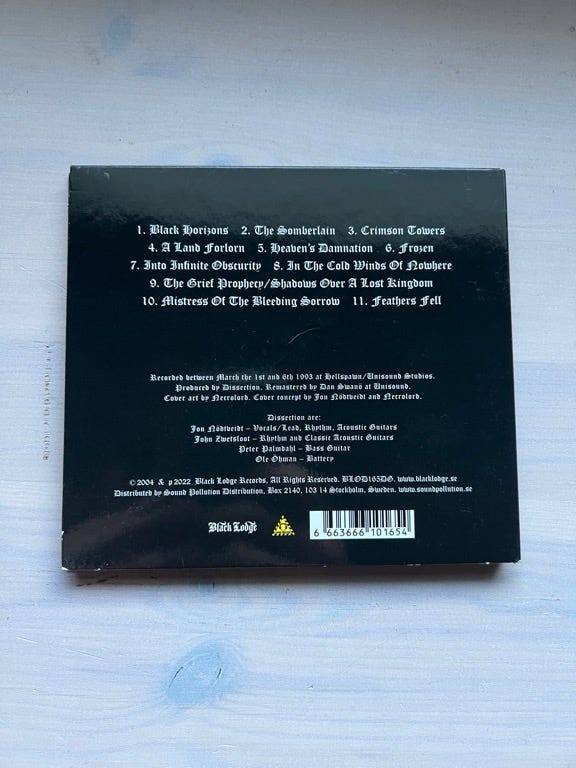 1. Black Horizons 2. The Somberlain 3. Crimson Towers
4. A Land Forlorn 5. Heaven's Damnation 6. Frozen
7. Into Infinite Obscurity 8. In The Cold Winds Of Nowhere
9. The Grief Prophecy/Shadows Over A Lost Kingdom
10. Mistress Of The Bleeding Sorrow 11. Feathers Fell
Recorded between March the 1st and 6th 1993 at Hellspawn/Unisound Studios.
Produced by Dissection. Remastered by Dan Swanö at Unisound.
Cover art by Necrolord. Cover concept by Jon Nödtveidt and Necrolord.
Dissection are:
Jon Nödtveidt – Vocals/Lead, Rhythm, Acoustic Guitars
John Zwetsloot – Rhythm and Classic Acoustic Guitars
Peter Palmdahl – Bass Guitar
Ole Öhman – Battery
© 2004 & p 2022 Black Lodge Records, All Rights Reserved. BLOD165DG. www.blacklodge.se
Distributed by Sound Pollution Distribution, Box 2140, 103 14 Stockholm, Sweden. www.soundpollution.se
Black Lodge
6 663666 101654